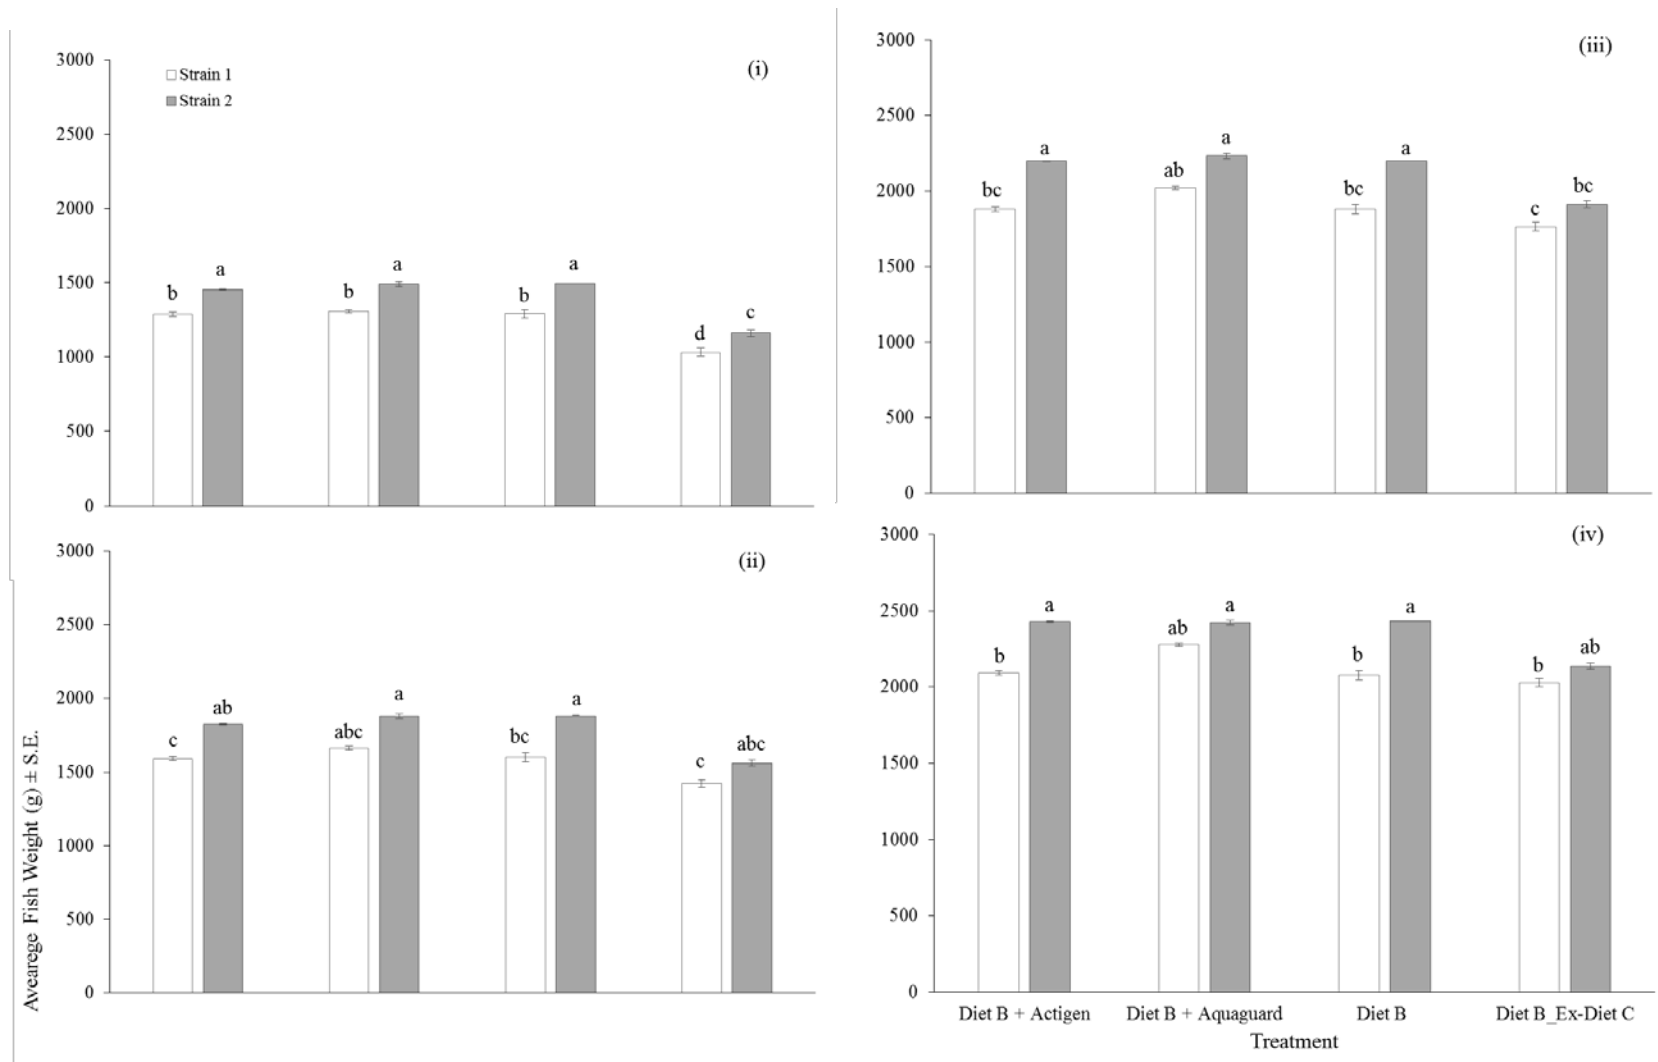 3000
(i)
Strain 1
Strain 2
2500
2000
1500
1000
500
0
b
a
b
a
b
a
d
c
3000
(ii)
2500
2000
1500
1000
500
0
c
ab
abc
a
bc
a
c
abc
Avearege Fish Weight (g) ± S.E.
3000
(iii)
2500
2000
1500
1000
500
0
bc
a
ab
a
bc
a
c
bc
3000
(iv)
2500
2000
1500
1000
500
0
b
a
ab
a
b
a
b
ab
Diet B + Actigen Diet B + Aquaguard Diet B Diet B_Ex-Diet C
Treatment